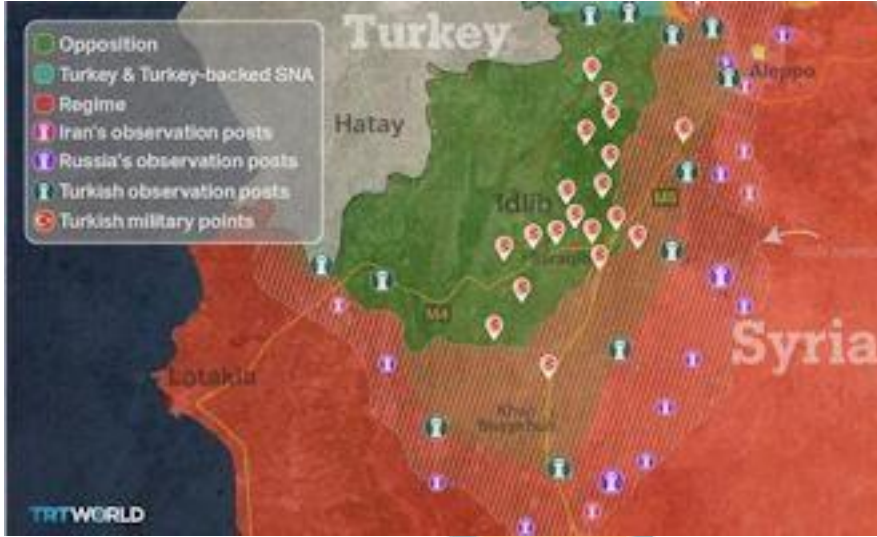 Turkey
Opposition
Turkey & Turkey-backed SNA
Regime
Iran's observation posts
Russia's observation posts
Turkish observation posts
Turkish military points
Hatay
Aleppo
Idlib
M5
M4
Syria
Latakia
Khan
TRTWORLD